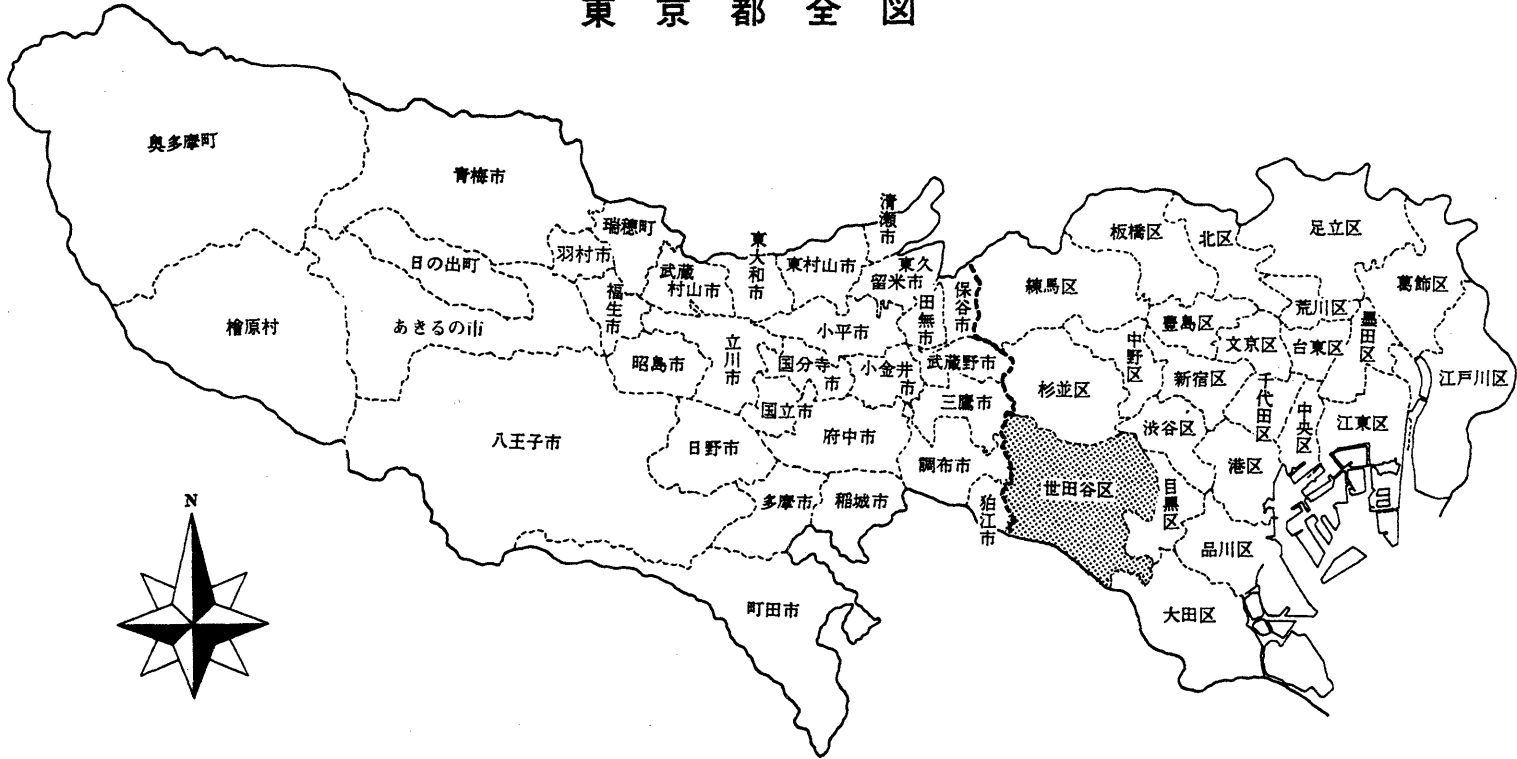 東京都全図
奥多摩町
青梅市
瑞穂町
羽村市
日の出町
檜原村
あきるの市
福生市
武蔵
村山市
東大和市
東村山市
清瀬市
東久
留米市
保谷市
田無市
小平市
昭島市
立川市
国分寺
市
小金井
市
武蔵野市
三鷹市
国立市
八王子市
日野市
府中市
調布市
多摩市
稲城市
狛江市
町田市
板橋区
北区
足立区
葛飾区
練馬区
荒川区
豊島区
文京区
台東区
墨田区
中野区
新宿区
千代田区
杉並区
江戸川区
渋谷区
中央区
江東区
港区
世田谷区
目黒区
品川区
大田区
N